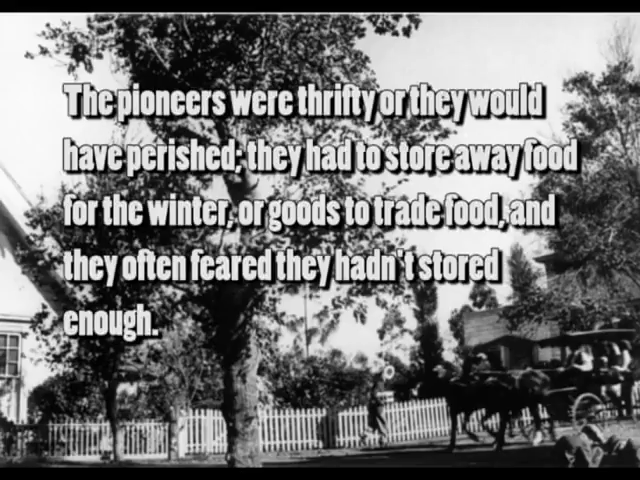 The pioneers were thrifty or they would
have perished; they had to store away food
for the winter, or goods to trade food, and
they often feared they hadn't stored
enough.